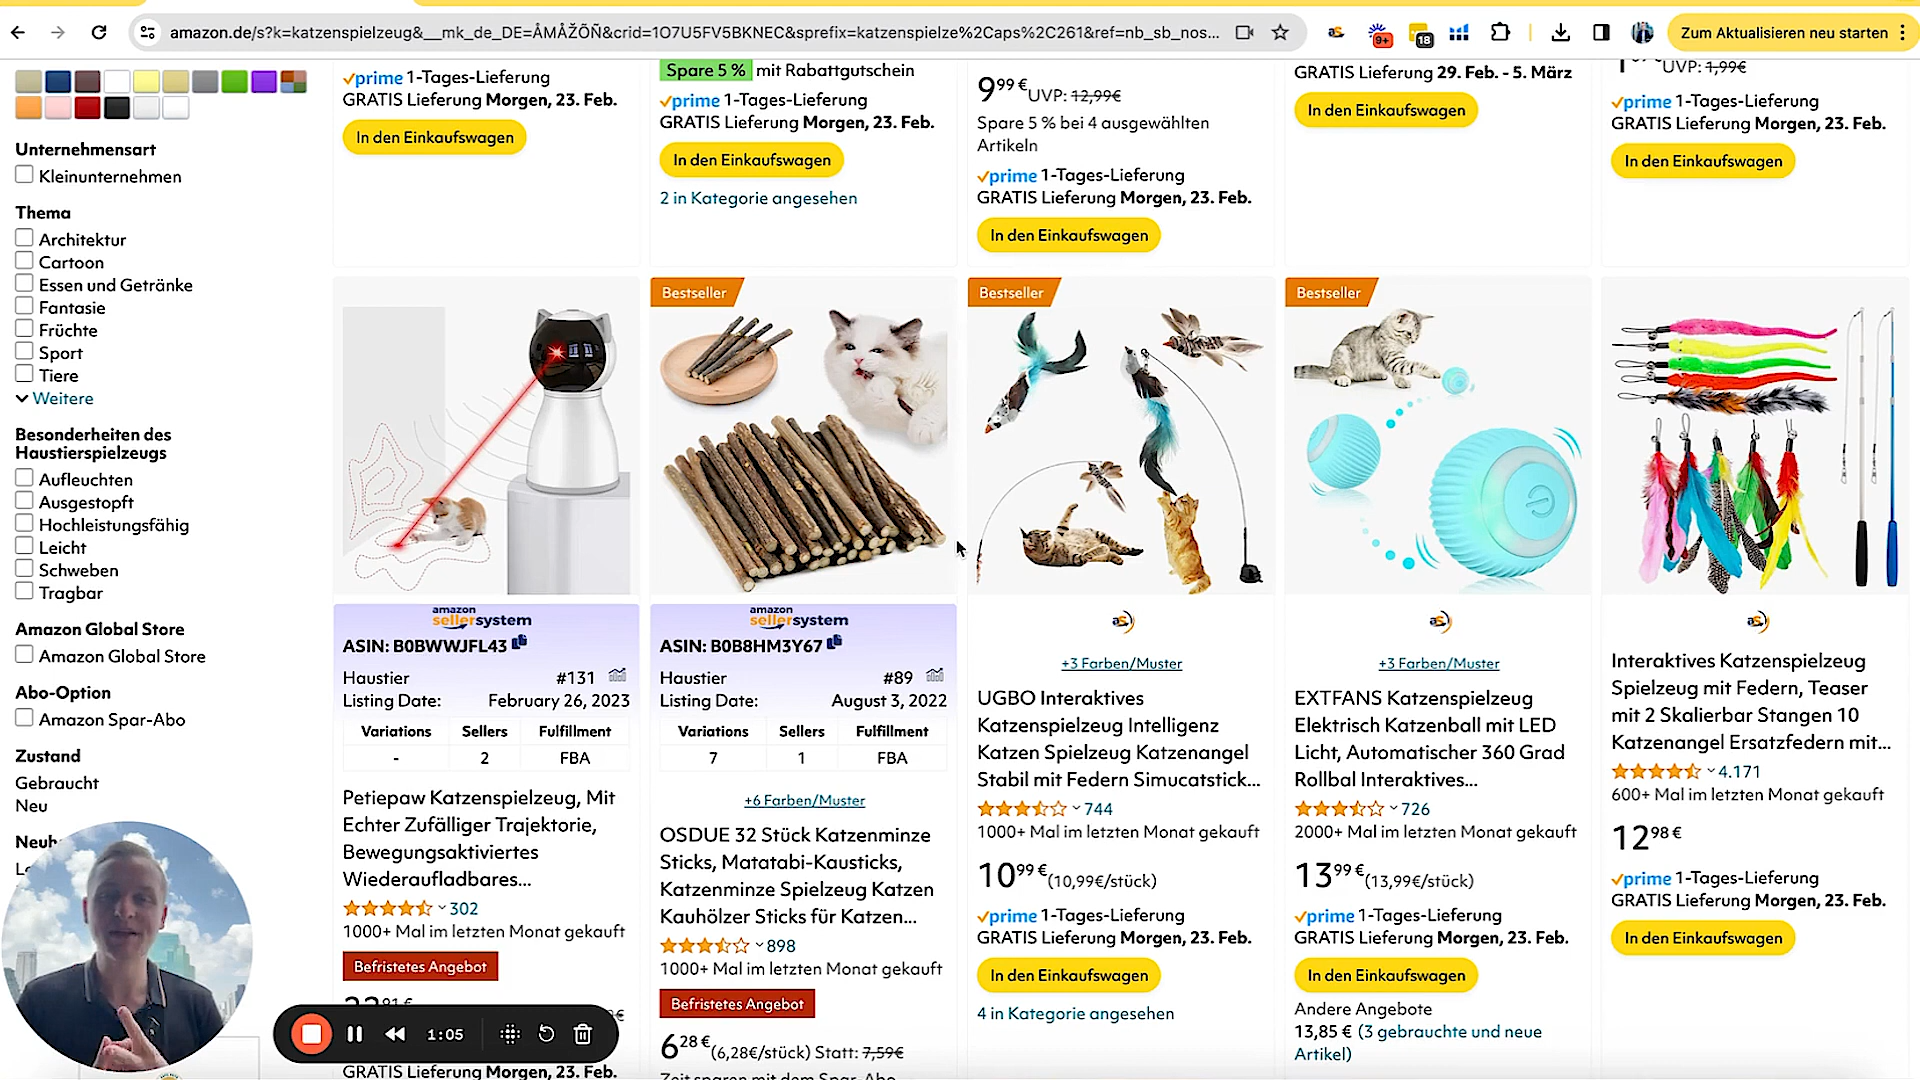 amazon.de/s?k=katzenspielzeug&__mk_de_DE=ÅMÅŽÕÑ&crid=1O7U5FV5BKNEC&sprefix=katzenspielze%2Caps%2C261&ref=nb_sb_nos...
9+
18
Zum Aktualisieren neu starten
Unternehmensart
Kleinunternehmen
Thema
Architektur
Cartoon
Essen und Getränke
Fantasie
Früchte
Sport
Tiere
Weitere
Besonderheiten des
Haustierspielzeugs
Aufleuchten
Ausgestopft
Hochleistungsfähig
Leicht
Schweben
Tragbar
Amazon Global Store
Amazon Global Store
Abo-Option
Amazon Spar-Abo
Zustand
Gebraucht
Neu
prime 1-Tages-Lieferung
GRATIS Lieferung Morgen, 23. Feb.
In den Einkaufswagen
Spare 5 % mit Rabattgutschein
prime 1-Tages-Lieferung
GRATIS Lieferung Morgen, 23. Feb.
In den Einkaufswagen
2 in Kategorie angesehen
9,99 € UVP: 12,99€
Spare 5 % bei 4 ausgewählten
Artikeln
prime 1-Tages-Lieferung
GRATIS Lieferung Morgen, 23. Feb.
In den Einkaufswagen
GRATIS Lieferung 29. Feb. - 5. März
In den Einkaufswagen
UVP: 1,99€
prime 1-Tages-Lieferung
GRATIS Lieferung Morgen, 23. Feb.
In den Einkaufswagen
amazon
sellersystem
ASIN: B0BWWJFL43
Haustier #131
Listing Date: February 26, 2023
Variations Sellers Fulfillment
- 2 FBA
Petiepaw Katzenspielzeug, Mit
Echter Zufälliger Trajektorie,
Bewegungsaktiviertes
Wiederaufladbares...
302
1000+ Mal im letzten Monat gekauft
Befristetes Angebot
1:05
GRATIS Lieferung Morgen, 23. Feb.
Bestseller
amazon
sellersystem
ASIN: B0B8HM3Y67
Haustier #89
Listing Date: August 3, 2022
Variations Sellers Fulfillment
7 1 FBA
+6 Farben/Muster
OSDUE 32 Stück Katzenminze
Sticks, Matatabi-Kausticks,
Katzenminze Spielzeug Katzen
Kauhölzer Sticks für Katzen...
898
1000+ Mal im letzten Monat gekauft
Befristetes Angebot
6,28 € (6,28€/stück) Statt: 7,59€
Zeit sparen mit dem Spar-Abo
Bestseller
aS
+3 Farben/Muster
UGBO Interaktives
Katzenspielzeug Intelligenz
Katzen Spielzeug Katzenangel
Stabil mit Federn Simucatstick...
744
1000+ Mal im letzten Monat gekauft
10,99 € (10,99€/stück)
prime 1-Tages-Lieferung
GRATIS Lieferung Morgen, 23. Feb.
In den Einkaufswagen
4 in Kategorie angesehen
Bestseller
aS
+3 Farben/Muster
EXTFANS Katzenspielzeug
Elektrisch Katzenball mit LED
Licht, Automatischer 360 Grad
Rollbal Interaktives...
726
2000+ Mal im letzten Monat gekauft
13,99 € (13,99€/stück)
prime 1-Tages-Lieferung
GRATIS Lieferung Morgen, 23. Feb.
In den Einkaufswagen
Andere Angebote
13,85 € (3 gebrauchte und neue
Artikel)
aS
Interaktives Katzenspielzeug
Spielzeug mit Federn, Teaser
mit 2 Skalierbar Stangen 10
Katzenangel Ersatzfedern mit...
4.171
600+ Mal im letzten Monat gekauft
12,98 €
prime 1-Tages-Lieferung
GRATIS Lieferung Morgen, 23. Feb.
In den Einkaufswagen